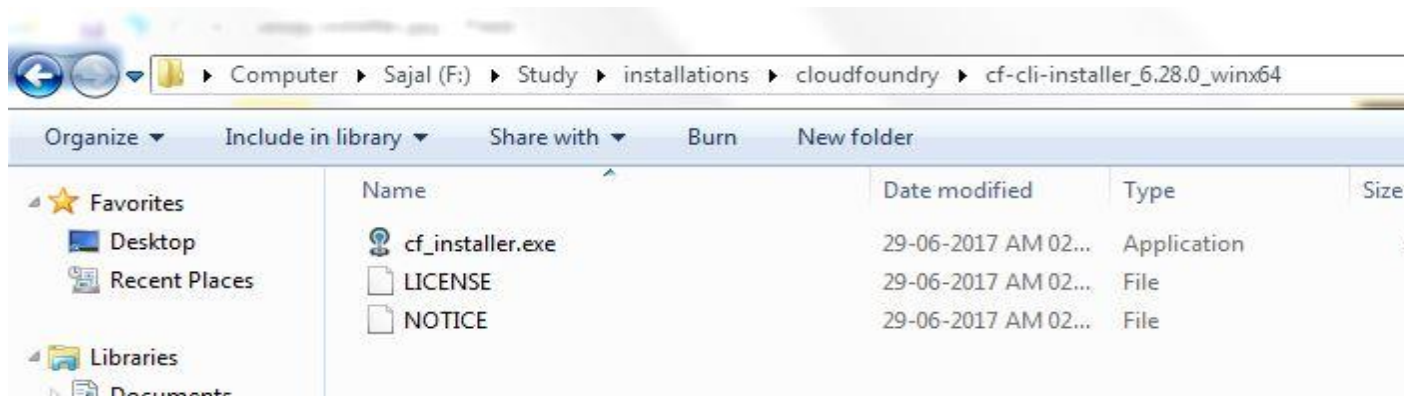 Computer ▸ Sajal (F:) ▸ Study ▸ installations ▸ cloudfoundry ▸ cf-cli-installer_6.28.0_winx64
Organize Include in library Share with Burn New folder
Name Date modified Type Size
Favorites
Desktop
Recent Places
Libraries
Documents
cf_installer.exe 29-06-2017 AM 02... Application
LICENSE 29-06-2017 AM 02... File
NOTICE 29-06-2017 AM 02... File